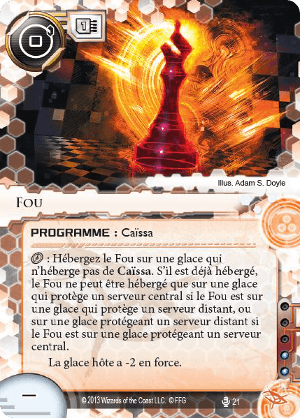 0
1
Illus. Adam S. Doyle
Fou
PROGRAMME : Caïssa
: Hébergez le Fou sur une glace qui
n'héberge pas de Caïssa. S'il est déjà hébergé,
le Fou ne peut être hébergé que sur une glace
qui protège un serveur central si le Fou est sur
une glace qui protège un serveur distant, ou
sur une glace protégeant un serveur distant si
le Fou est sur une glace protégeant un serveur
central.
La glace hôte a -2 en force.
–
© 2013 Wizards of the Coast LLC. © FFG
21